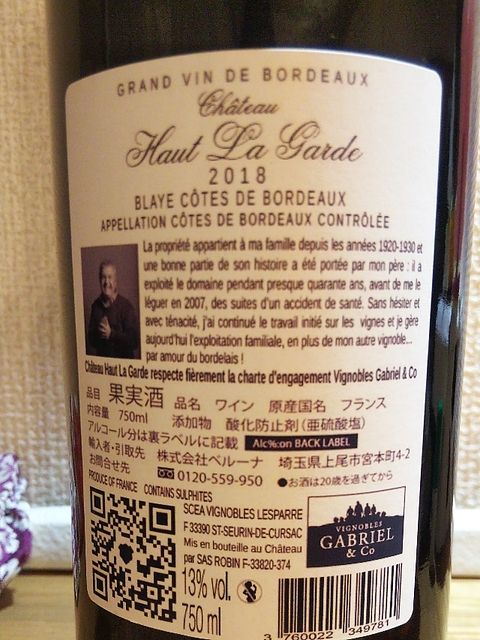 GRAND VIN DE BORDEAUX
Château
Haut La Garde
2018
BLAYE CÔTES DE BORDEAUX
APPELLATION CÔTES DE BORDEAUX CONTRÔLÉE
La propriété appartient à ma famille depuis les années 1920-1930 et
une bonne partie de son histoire a été portée par mon père : il a
exploité le domaine pendant presque quarante ans, avant de me le
léguer en 2007, des suites d'un accident de santé. Sans hésiter et
avec ténacité, j'ai continué le travail initié sur les vignes et je gère
aujourd'hui l'exploitation familiale, en plus de mon autre vignoble...
par amour du bordelais !
Château Haut La Garde respecte fièrement la charte d'engagement Vignobles Gabriel & Co
品目 果実酒 品名 ワイン 原産国名 フランス
内容量 750ml 添加物 酸化防止剤(亜硫酸塩)
アルコール分は裏ラベルに記載 Alc%:on BACK LABEL
輸入者・引取先 株式会社ベルーナ 埼玉県上尾市宮本町4-2
お問合せ先 0120-559-950 ●お酒は20歳を過ぎてから
PRODUCE OF FRANCE CONTAINS SULPHITES
SCEA VIGNOBLES LESPARRE
F 33390 ST-SEURIN-DE-CURSAC
Mis en bouteille au Château
par SAS ROBIN F-33820-374
13% vol.
750 ml
VIGNOBLES
GABRIEL
& Co
3 760022 349781